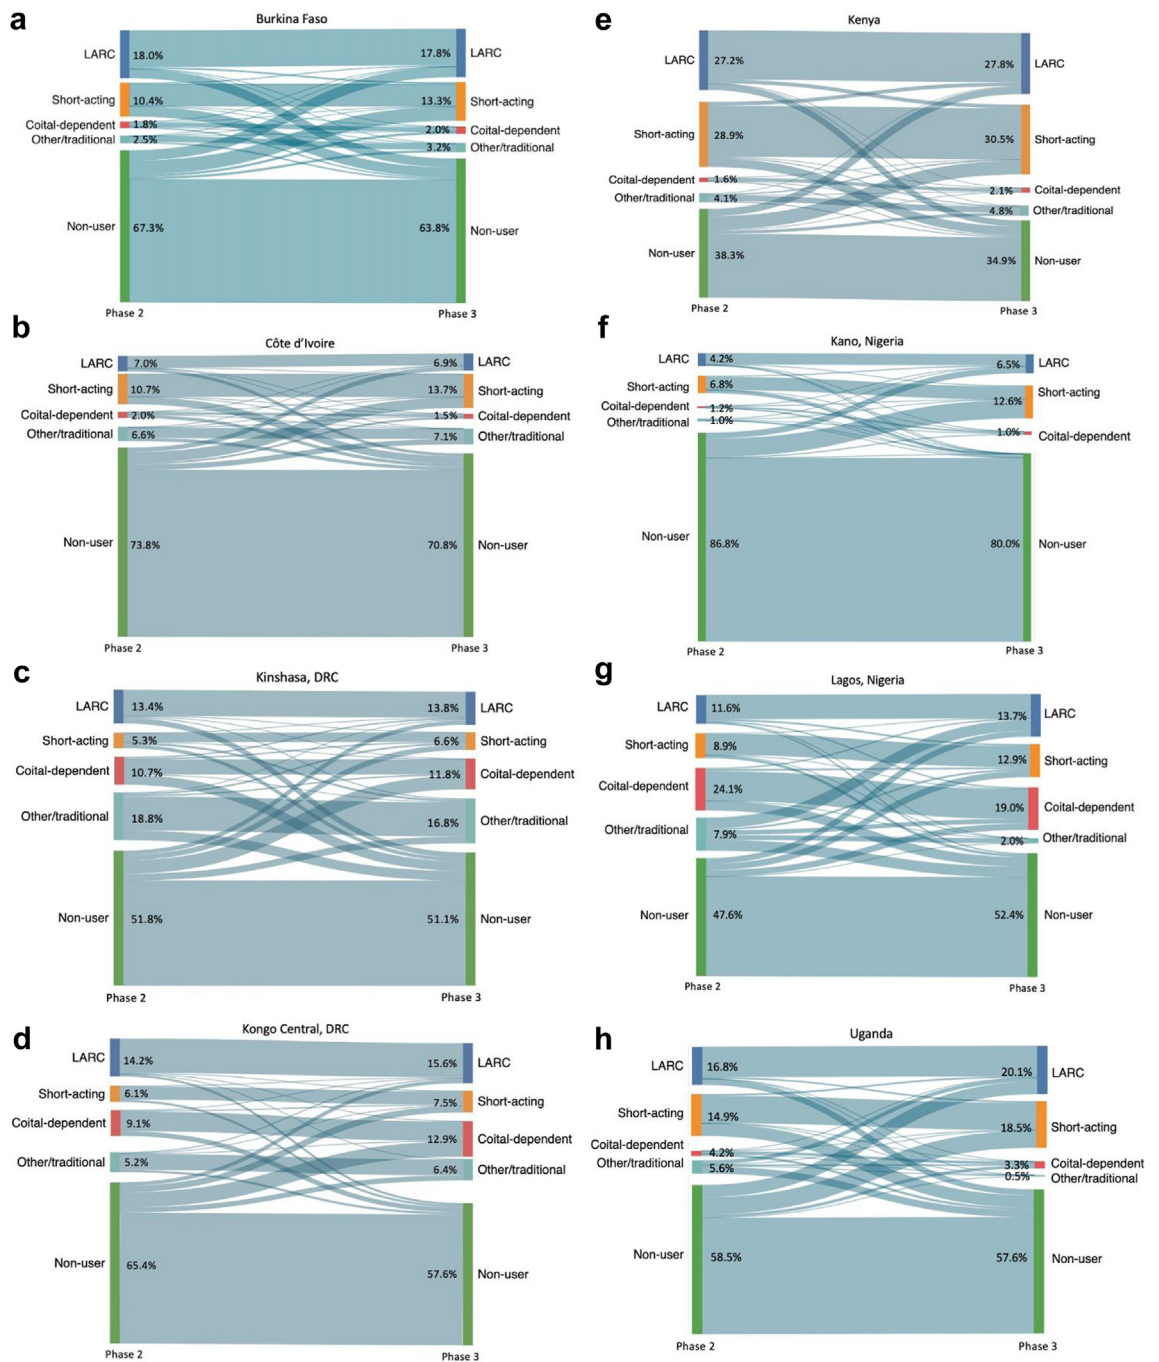 a
Burkina Faso
LARC 18.0% 17.8% LARC
Short-acting 10.4% 13.3% Short-acting
Coital-dependent 1.8% 2.0% Coital-dependent
Other/traditional 2.5% 3.2% Other/traditional
Non-user 67.3% 63.8% Non-user
Phase 2 Phase 3
b
Côte d'Ivoire
LARC 7.0% 6.9% LARC
Short-acting 10.7% 13.7% Short-acting
Coital-dependent 2.0% 1.5% Coital-dependent
Other/traditional 6.6% 7.1% Other/traditional
Non-user 73.8% 70.8% Non-user
Phase 2 Phase 3
c
Kinshasa, DRC
LARC 13.4% 13.8% LARC
Short-acting 5.3% 6.6% Short-acting
Coital-dependent 10.7% 11.8% Coital-dependent
Other/traditional 18.8% 16.8% Other/traditional
Non-user 51.8% 51.1% Non-user
Phase 2 Phase 3
d
Kongo Central, DRC
LARC 14.2% 15.6% LARC
Short-acting 6.1% 7.5% Short-acting
Coital-dependent 9.1% 12.9% Coital-dependent
Other/traditional 5.2% 6.4% Other/traditional
Non-user 65.4% 57.6% Non-user
Phase 2 Phase 3
e
Kenya
LARC 27.2% 27.8% LARC
Short-acting 28.9% 30.5% Short-acting
Coital-dependent 1.6% 2.1% Coital-dependent
Other/traditional 4.1% 4.8% Other/traditional
Non-user 38.3% 34.9% Non-user
Phase 2 Phase 3
f
Kano, Nigeria
LARC 4.2% 6.5% LARC
Short-acting 6.8% 12.6% Short-acting
Coital-dependent 1.2% 1.0% Coital-dependent
Other/traditional 1.0%
Non-user 86.8% 80.0% Non-user
Phase 2 Phase 3
g
Lagos, Nigeria
LARC 11.6% 13.7% LARC
Short-acting 8.9% 12.9% Short-acting
Coital-dependent 24.1% 19.0% Coital-dependent
Other/traditional 7.9% 2.0% Other/traditional
Non-user 47.6% 52.4% Non-user
Phase 2 Phase 3
h
Uganda
LARC 16.8% 20.1% LARC
Short-acting 14.9% 18.5% Short-acting
Coital-dependent 4.2% 3.3% Coital-dependent
Other/traditional 5.6% 0.5% Other/traditional
Non-user 58.5% 57.6% Non-user
Phase 2 Phase 3